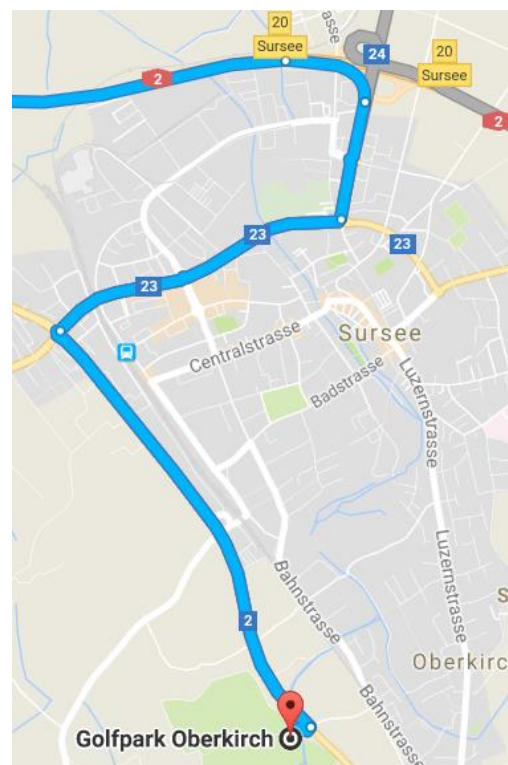 20
Sursee
asse
24
20
Sursee
2
2
23
23
23
Sursee
Centralstrasse
Badstrasse
Luzernstrasse
Luzernstrasse
Bahnstrasse
2
S
Oberkirc
Bahnstrasse
Golfpark Oberkirch